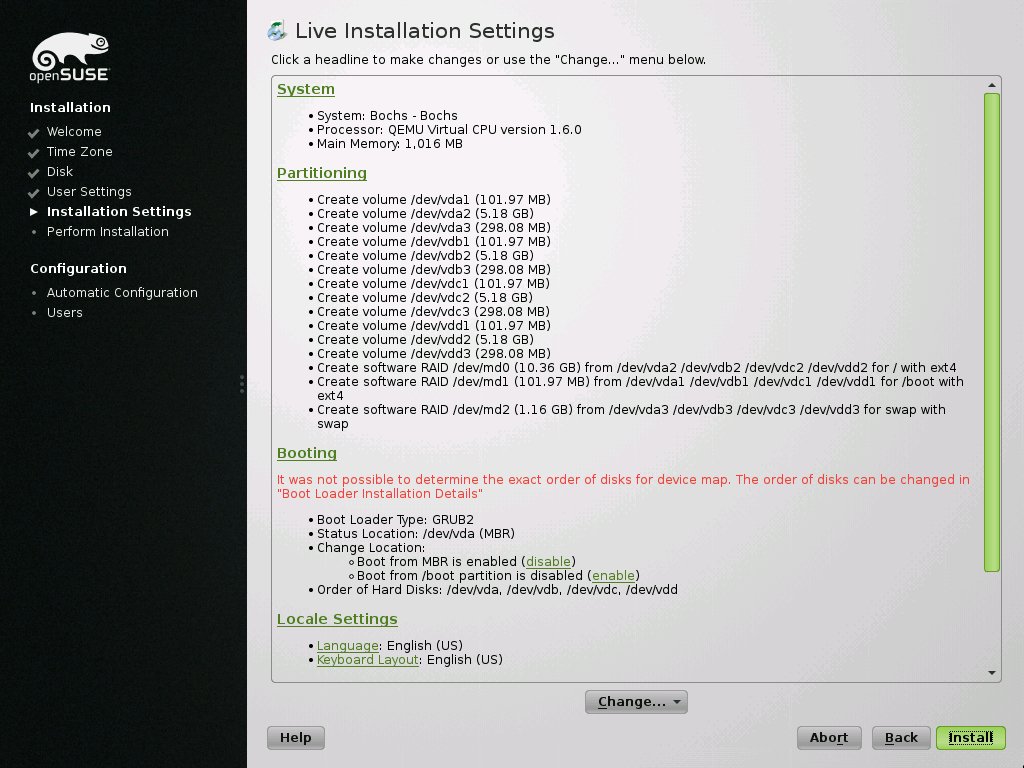 openSUSE
Installation
Welcome
Time Zone
Disk
User Settings
Installation Settings
Perform Installation
Configuration
Automatic Configuration
Users
Live Installation Settings
Click a headline to make changes or use the "Change..." menu below.
System
• System: Bochs - Bochs
• Processor: QEMU Virtual CPU version 1.6.0
• Main Memory: 1,016 MB
Partitioning
• Create volume /dev/vda1 (101.97 MB)
• Create volume /dev/vda2 (5.18 GB)
• Create volume /dev/vda3 (298.08 MB)
• Create volume /dev/vdb1 (101.97 MB)
• Create volume /dev/vdb2 (5.18 GB)
• Create volume /dev/vdb3 (298.08 MB)
• Create volume /dev/vdc1 (101.97 MB)
• Create volume /dev/vdc2 (5.18 GB)
• Create volume /dev/vdc3 (298.08 MB)
• Create volume /dev/vdd1 (101.97 MB)
• Create volume /dev/vdd2 (5.18 GB)
• Create volume /dev/vdd3 (298.08 MB)
• Create software RAID /dev/md0 (10.36 GB) from /dev/vda2 /dev/vdb2 /dev/vdc2 /dev/vdd2 for / with ext4
• Create software RAID /dev/md1 (101.97 MB) from /dev/vda1 /dev/vdb1 /dev/vdc1 /dev/vdd1 for /boot with
ext4
• Create software RAID /dev/md2 (1.16 GB) from /dev/vda3 /dev/vdb3 /dev/vdc3 /dev/vdd3 for swap with
swap
Booting
It was not possible to determine the exact order of disks for device map. The order of disks can be changed in
"Boot Loader Installation Details"
• Boot Loader Type: GRUB2
• Status Location: /dev/vda (MBR)
• Change Location:
◦ Boot from MBR is enabled (disable)
◦ Boot from /boot partition is disabled (enable)
• Order of Hard Disks: /dev/vda, /dev/vdb, /dev/vdc, /dev/vdd
Locale Settings
• Language: English (US)
• Keyboard Layout: English (US)
Change...
Help
Abort
Back
Install